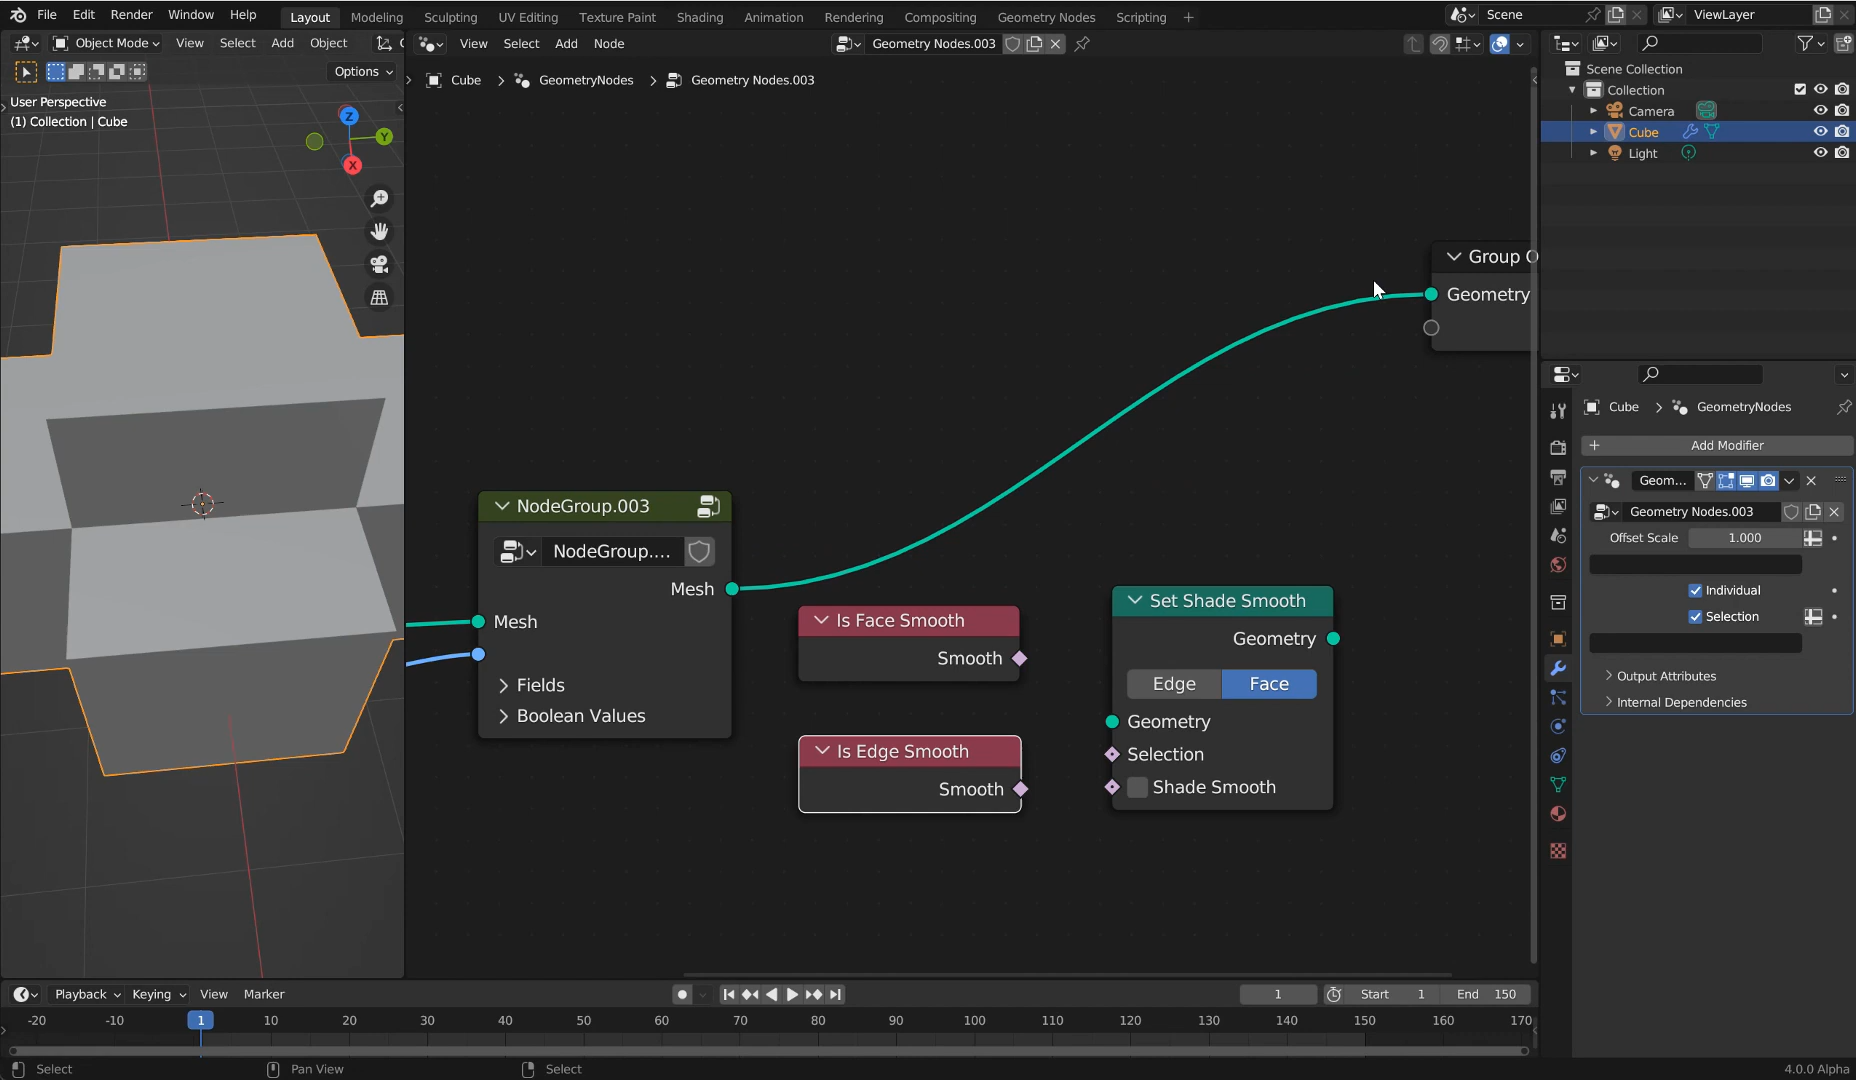 File Edit Render Window Help Layout Modeling Sculpting UV Editing Texture Paint Shading Animation Rendering Compositing Geometry Nodes Scripting + Scene ViewLayer
Object Mode View Select Add Object
View Select Add Node Geometry Nodes.003
Options
User Perspective
(1) Collection | Cube
Z
Y
X
Cube > GeometryNodes > Geometry Nodes.003
Group O
Geometry
NodeGroup.003
NodeGroup....
Mesh
Mesh
Fields
Boolean Values
Is Face Smooth
Smooth
Is Edge Smooth
Smooth
Set Shade Smooth
Geometry
Edge Face
Geometry
Selection
Shade Smooth
Scene Collection
Collection
Camera
Cube
Light
Cube > GeometryNodes
+ Add Modifier
Geom...
Geometry Nodes.003
Offset Scale 1.000
Individual
Selection
Output Attributes
Internal Dependencies
Playback Keying View Marker 1 Start 1 End 150
-20 -10 1 10 20 30 40 50 60 70 80 90 100 110 120 130 140 150 160 170
Select Pan View Select 4.0.0 Alpha